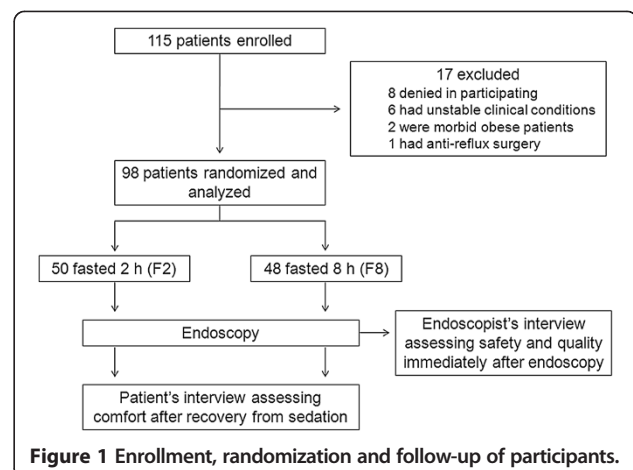 115 patients enrolled
17 excluded
8 denied in participating
6 had unstable clinical conditions
2 were morbid obese patients
1 had anti-reflux surgery
98 patients randomized and
analyzed
50 fasted 2 h (F2)
48 fasted 8 h (F8)
Endoscopy
Endoscopist's interview
assessing safety and quality
immediately after endoscopy
Patient's interview assessing
comfort after recovery from sedation
Figure 1 Enrollment, randomization and follow-up of participants.